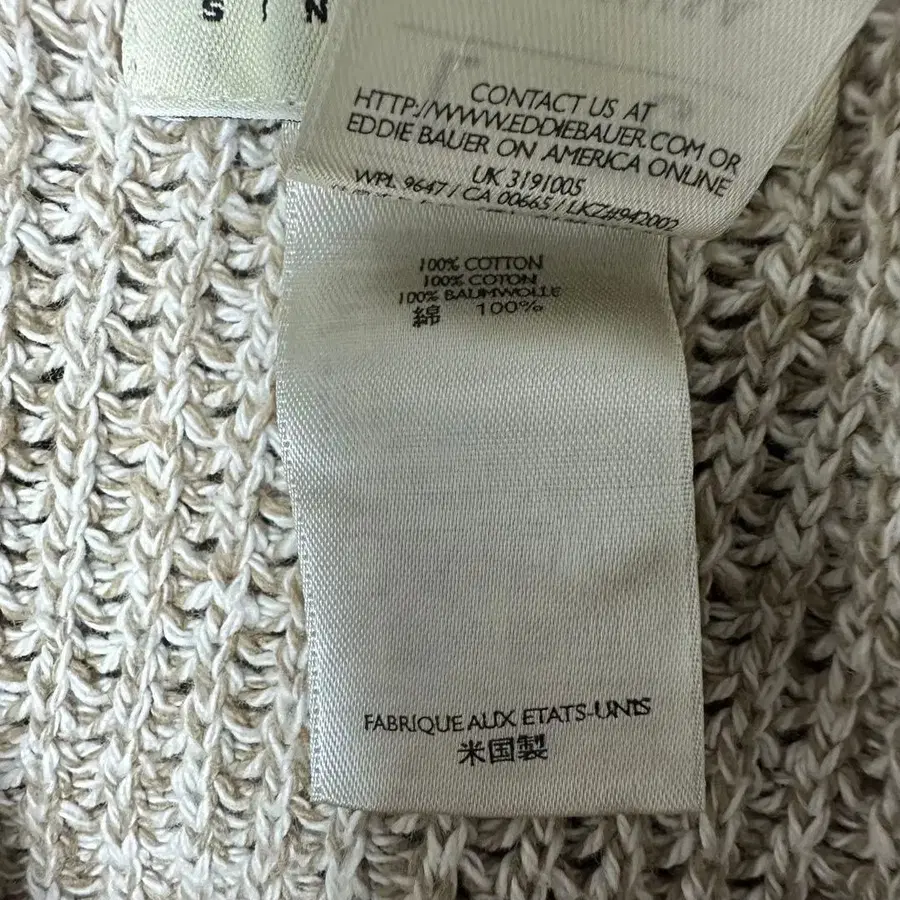 S I N
CONTACT US AT
HTTP://WWW.EDDIEBAUER.COM OR
EDDIE BAUER ON AMERICA ONLINE
UK 3191005
WPL 9647 / CA 00665 / LKZ#942002
100% COTTON
100% COTON
100% BAUMWOLLE
綿 100%
FABRIQUE AUX ETATS-UNIS
米国製